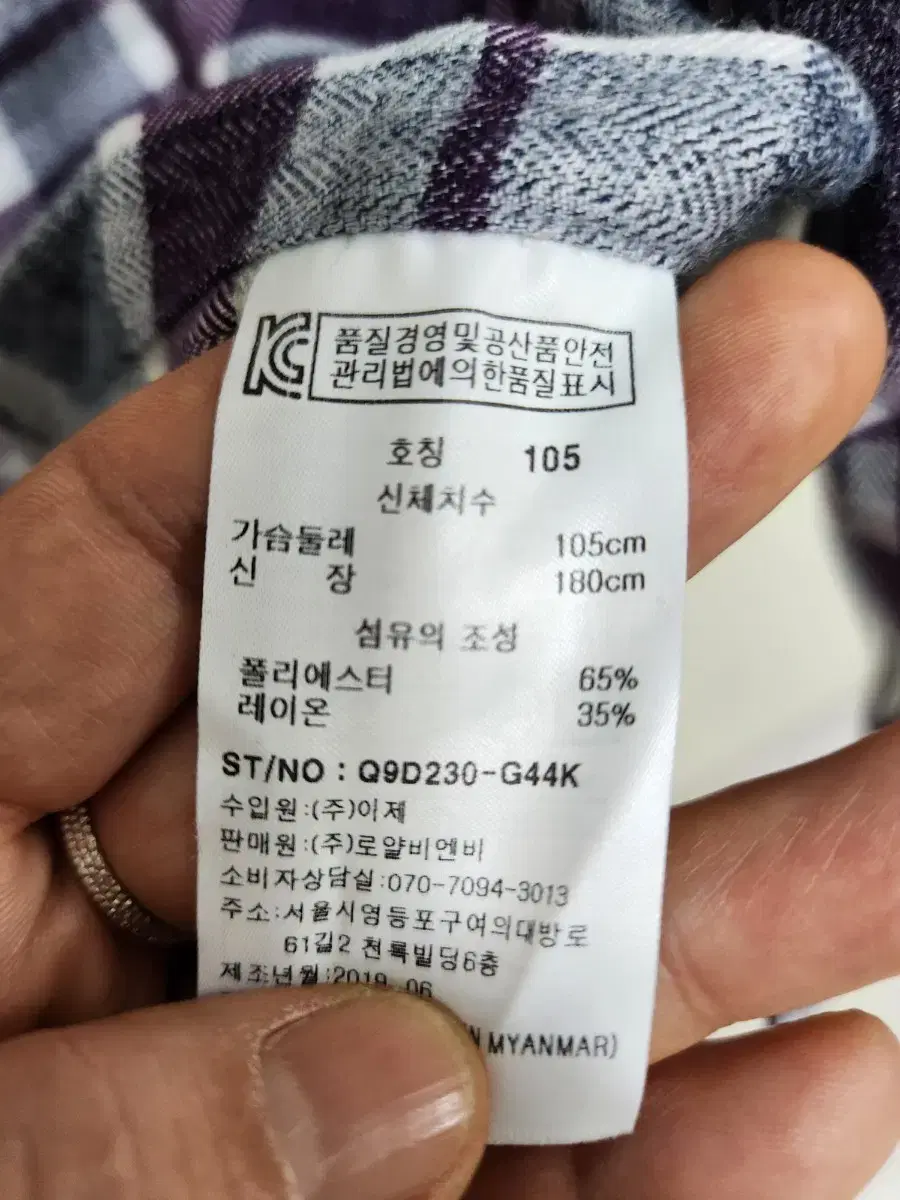 KC 품질경영및공산품안전
관리법에의한품질표시
호칭 105
신체치수
가슴둘레 105cm
신 장 180cm
섬유의 조성
폴리에스터 65%
레이온 35%
ST/NO : Q9D230-G44K
수입원:(주)이제
판매원:(주)로얄비엔비
소비자상담실:070-7094-3013
주소:서울시영등포구여의대방로
61길2 천록빌딩6층
제조년월:2019. 06
MYANMAR)